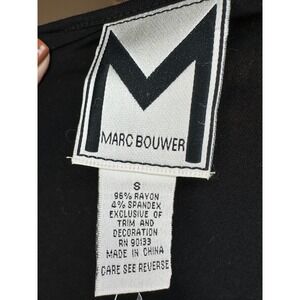 M
MARC BOUWER
S
96% RAYON
4% SPANDEX
EXCLUSIVE OF
TRIM AND
DECORATION
RN 90133
MADE IN CHINA
CARE SEE REVERSE